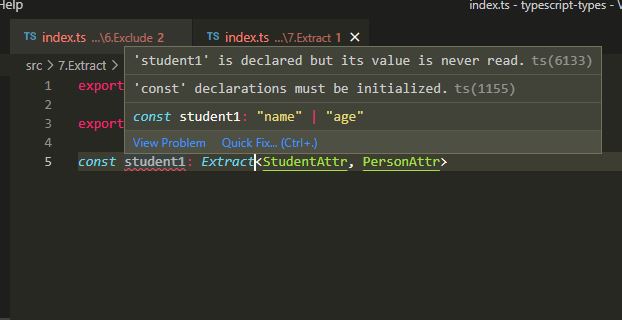 Help
index.ts - typescript-types - V
TS index.ts ...\6.Exclude 2
TS index.ts ...\7.Extract 1 ×
src > 7.Extract >
'student1' is declared but its value is never read. ts(6133)
'const' declarations must be initialized. ts(1155)
const student1: "name" | "age"
View Problem Quick Fix... (Ctrl+.)
1 export
2
3 export
4
5 const student1: Extract<StudentAttr, PersonAttr>